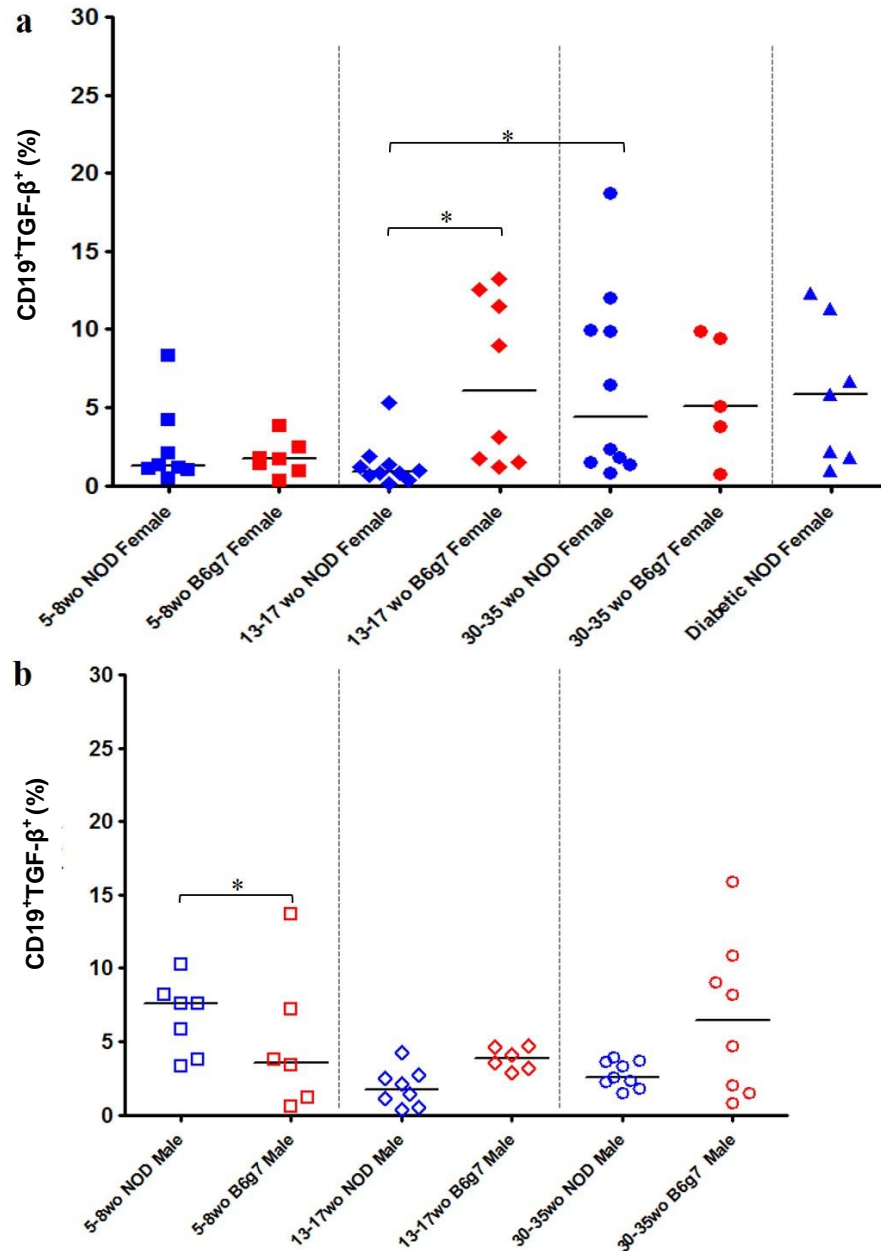 a
30
25
20
15
10
5
0
CD19+TGF-β+ (%)
*
*
5-8wo NOD Female
5-8wo B6g7 Female
13-17 wo NOD Female
13-17 wo B6g7 Female
30-35 wo NOD Female
30-35 wo B6g7 Female
Diabetic NOD Female
b
30
25
20
15
10
5
0
CD19+TGF-β+ (%)
*
5-8wo NOD Male
5-8wo B6g7 Male
13-17wo NOD Male
13-17wo B6g7 Male
30-35wo NOD Male
30-35wo B6g7 Male